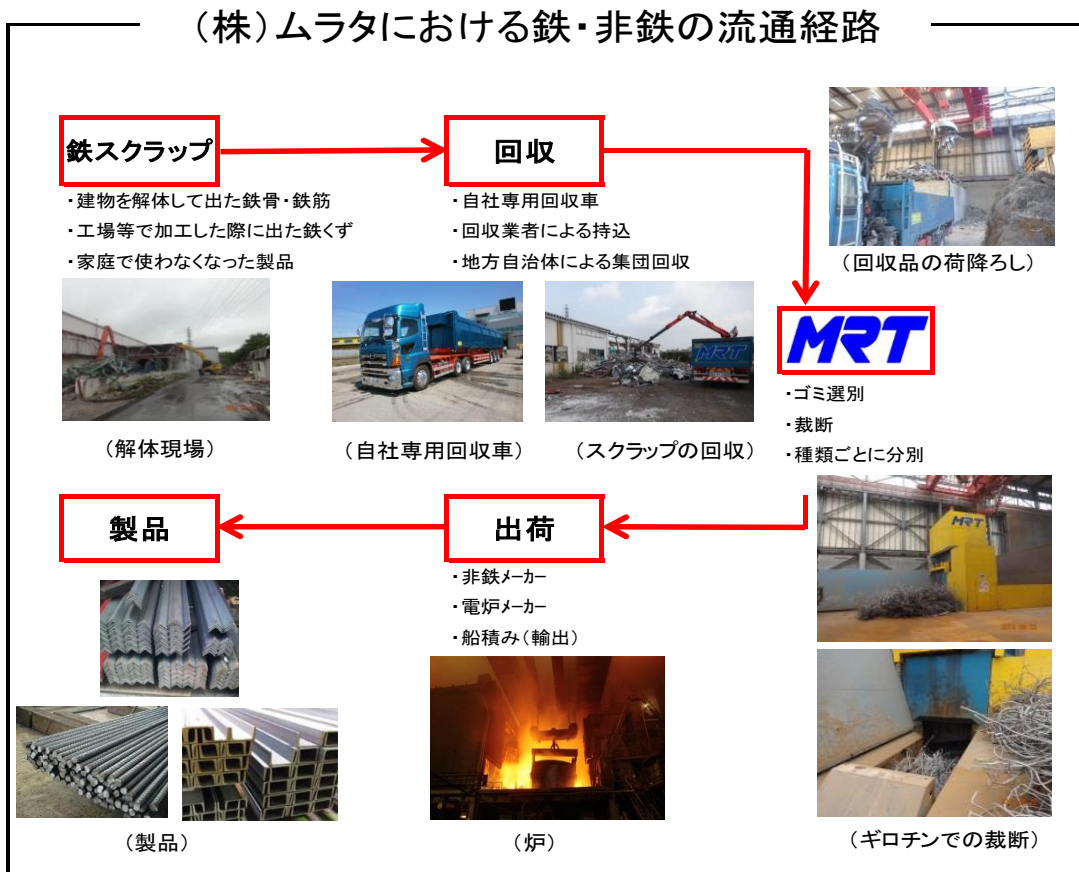 （株）ムラタにおける鉄・非鉄の流通経路
鉄スクラップ
・建物を解体して出た鉄骨・鉄筋
・工場等で加工した際に出た鉄くず
・家庭で使わなくなった製品
（解体現場）
回収
・自社専用回収車
・回収業者による持込
・地方自治体による集団回収
（自社専用回収車）
MRT
（スクラップの回収）
（回収品の荷降ろし）
MRT
・ゴミ選別
・裁断
・種類ごとに分別
MRT
（ギロチンでの裁断）
出荷
・非鉄メーカー
・電炉メーカー
・船積み（輸出）
（炉）
製品
（製品）